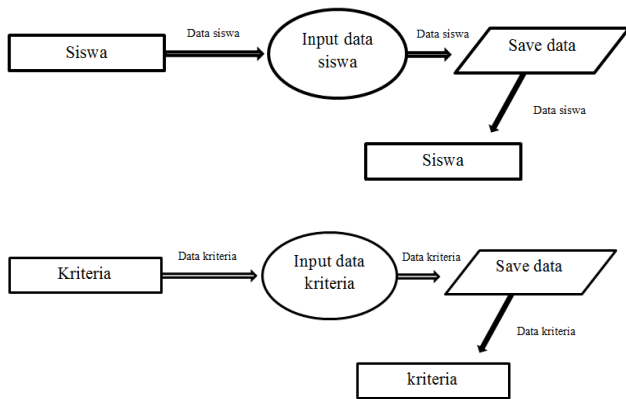 Siswa
Data siswa
Input data
siswa
Data siswa
Save data
Data siswa
Siswa
Kriteria
Data kriteria
Input data
kriteria
Data kriteria
Save data
Data kriteria
kriteria